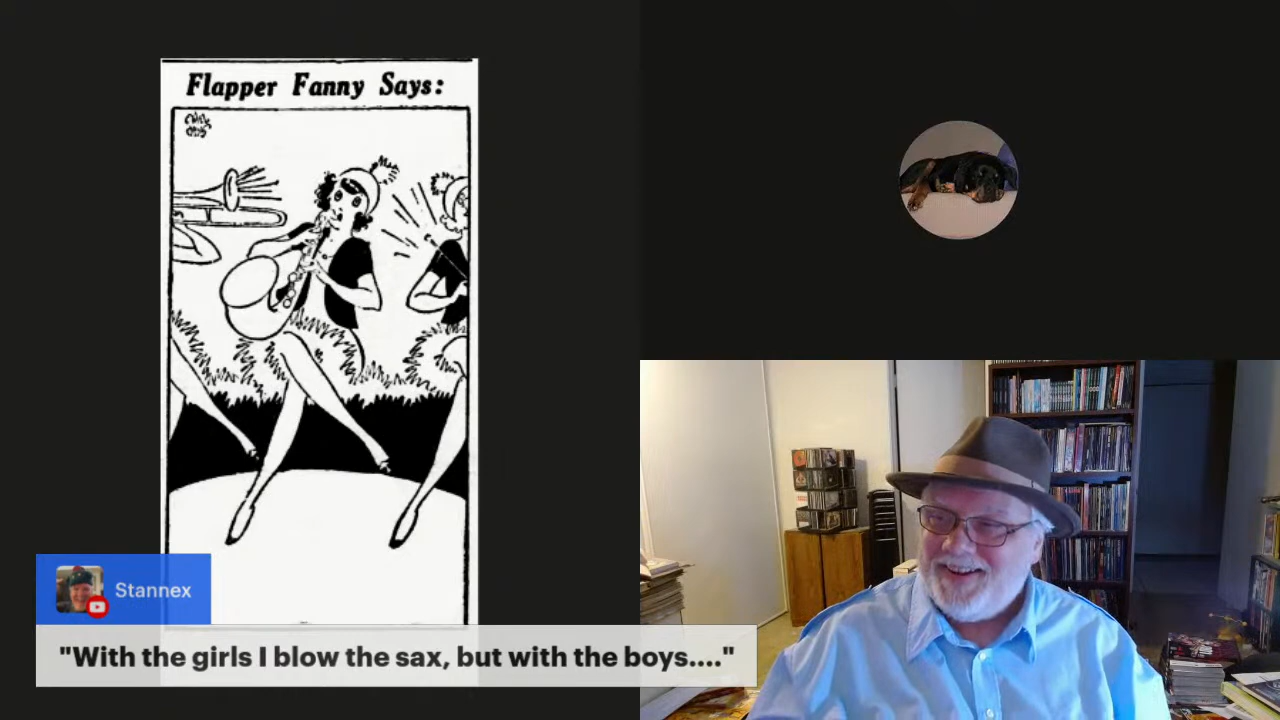 Flapper Fanny Says:
Stannex
"With the girls I blow the sax, but with the boys...."